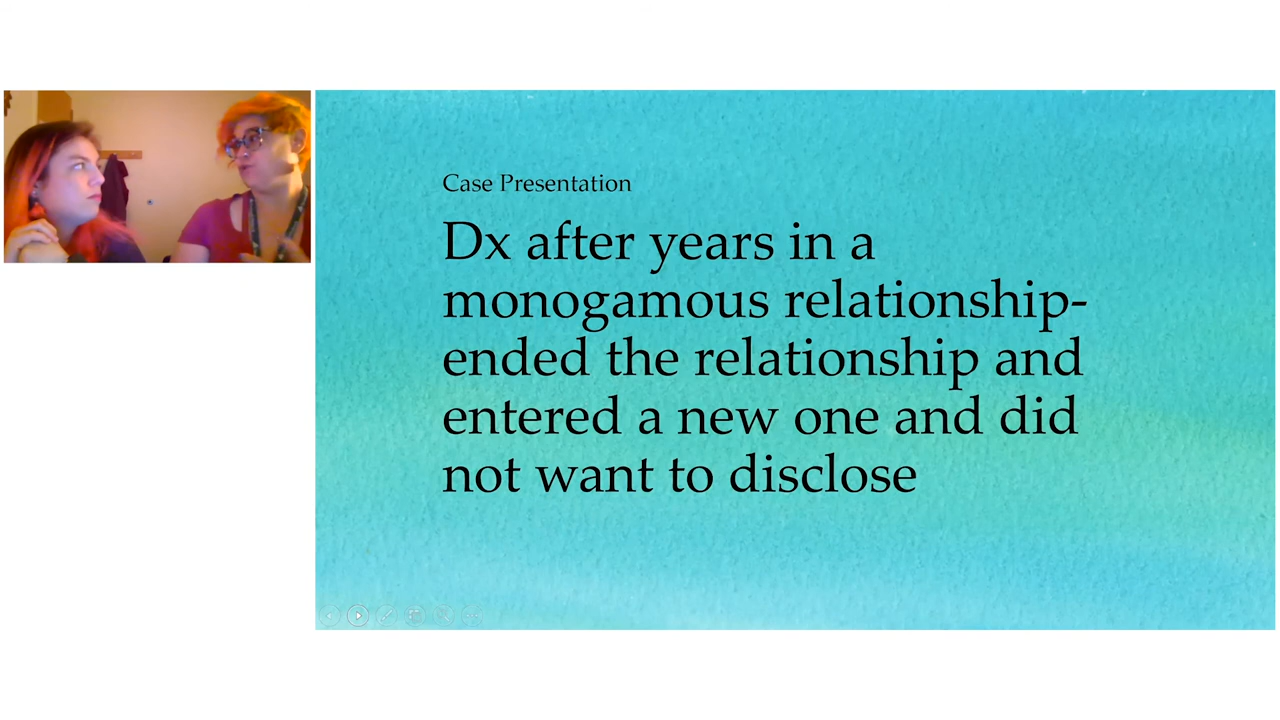 Case Presentation
Dx after years in a
monogamous relationship-
ended the relationship and
entered a new one and did
not want to disclose